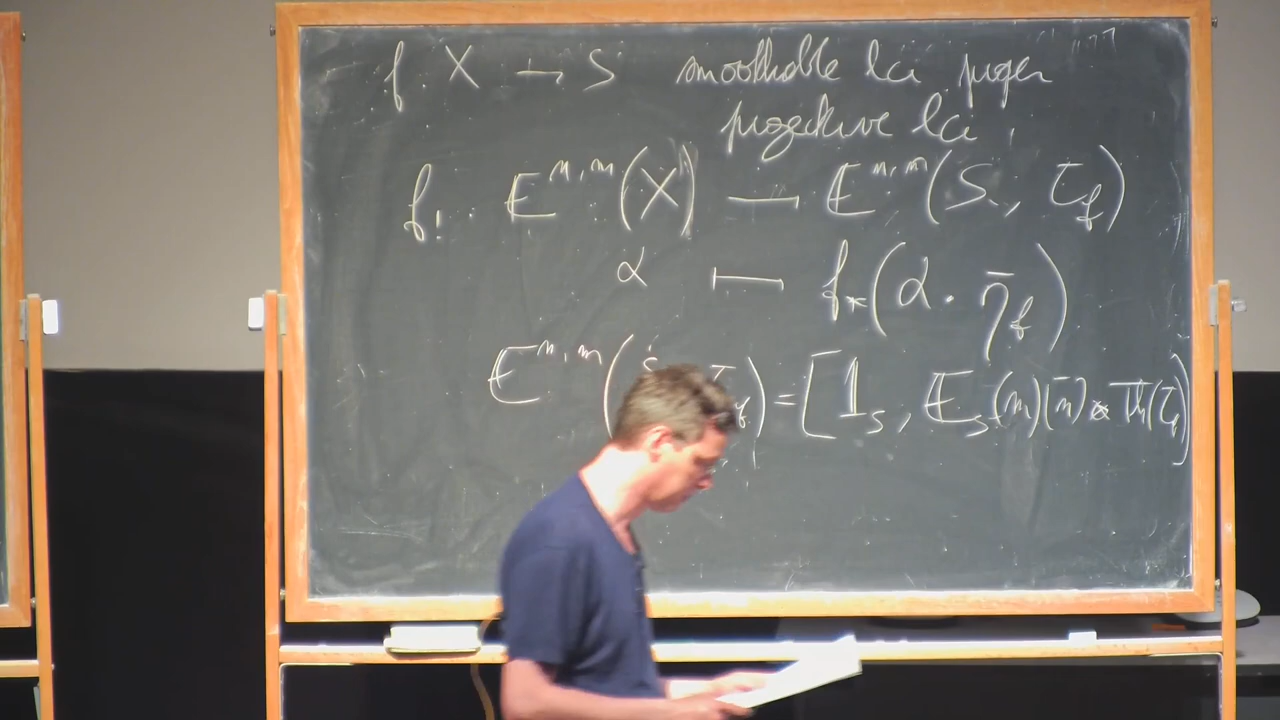 f X → S smoothable lci proper
projective lci
f! : E^{n,m}(X) — E^{n,m}(S, τ_f)
α ⟼ f_*(α . η̄_f)
E^{n,m}( = [1_S, E_S(m)[n] ⊗ Th(τ_f)]